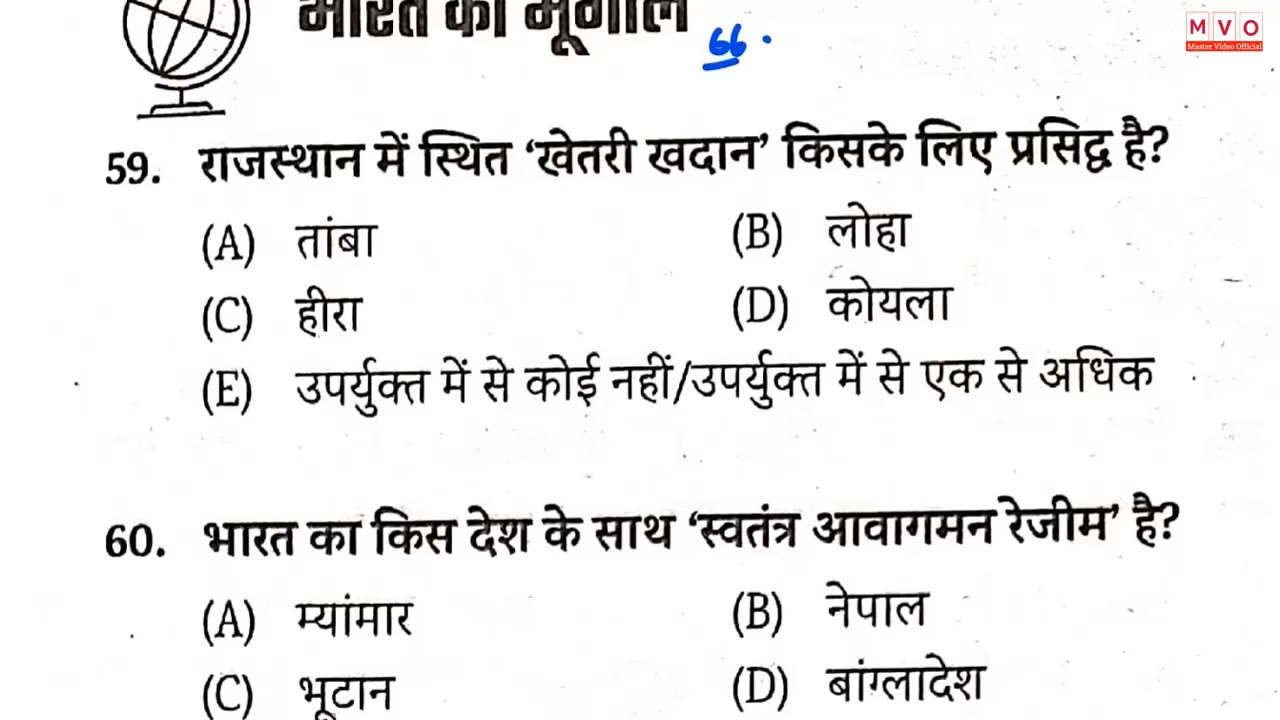 भारत का भूगोल
66.
M V O
Master Video Official
59. राजस्थान में स्थित ‘खेतरी खदान’ किसके लिए प्रसिद्ध है?
(A) तांबा (B) लोहा
(C) हीरा (D) कोयला
(E) उपर्युक्त में से कोई नहीं/उपर्युक्त में से एक से अधिक
60. भारत का किस देश के साथ ‘स्वतंत्र आवागमन रेजीम’ है?
(A) म्यांमार (B) नेपाल
(C) भूटान (D) बांग्लादेश